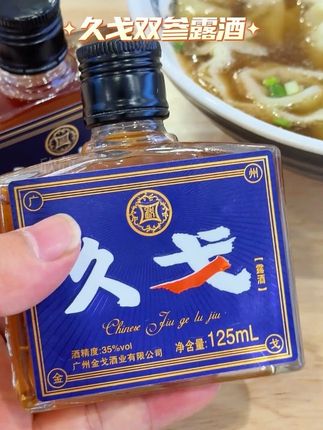 久戈双参露酒
广
州
久戈
【露酒】
Chinese Jiu ge lu jiu
酒精度:35%vol
净含量:125mL
广州金戈酒业有限公司
金
戈